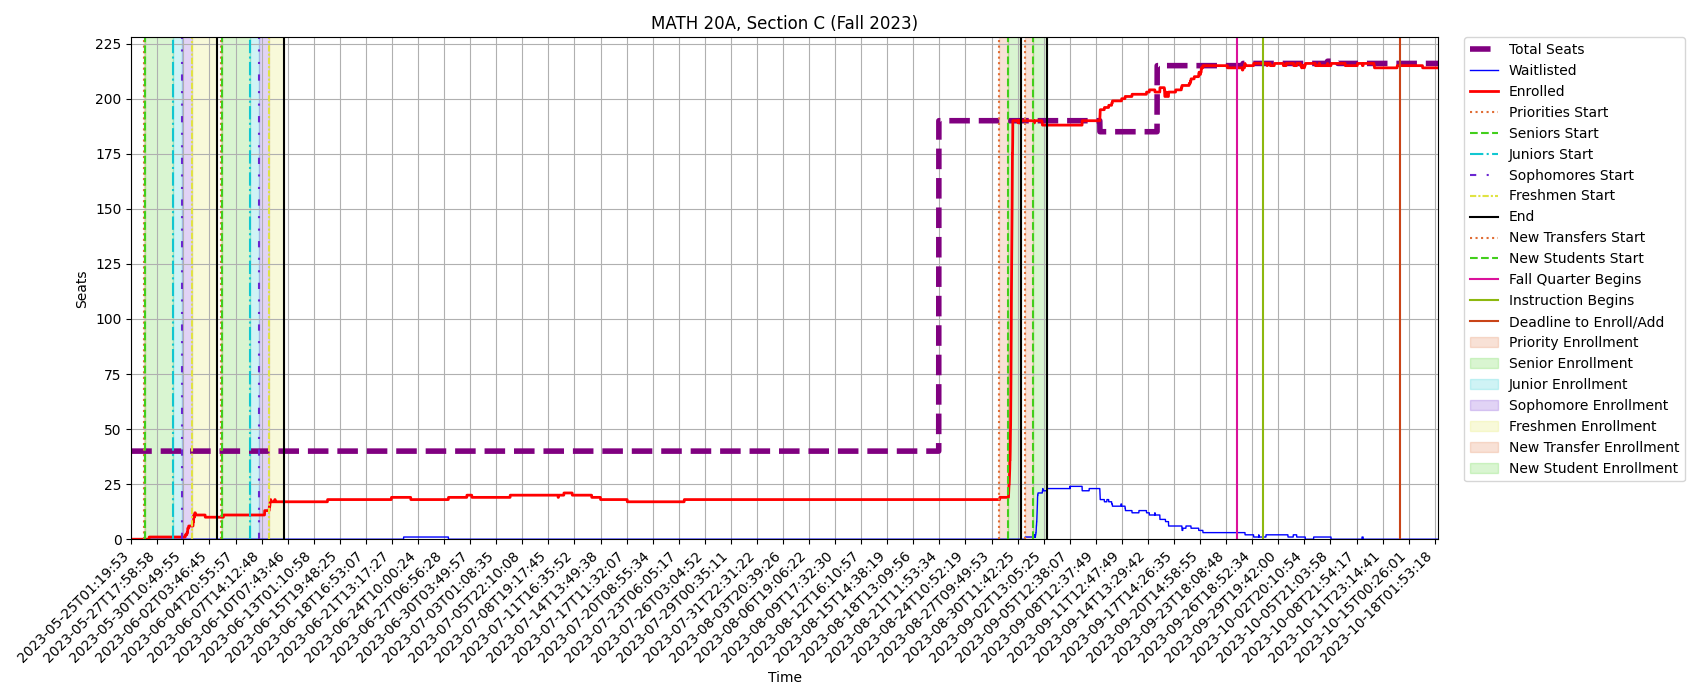 MATH 20A, Section C (Fall 2023)
Seats
225
200
175
150
125
100
75
50
25
0
2023-05-25T01:19:53
2023-05-27T17:58:58
2023-05-30T10:49:55
2023-06-02T03:46:45
2023-06-04T20:55:57
2023-06-07T14:12:48
2023-06-10T07:43:46
2023-06-13T01:10:58
2023-06-15T19:48:25
2023-06-18T16:53:07
2023-06-21T13:17:27
2023-06-24T10:00:24
2023-06-27T06:56:28
2023-06-30T03:49:57
2023-07-03T01:08:35
2023-07-05T22:10:08
2023-07-08T19:17:45
2023-07-11T16:35:52
2023-07-14T13:49:38
2023-07-17T11:32:07
2023-07-20T08:55:34
2023-07-23T06:05:17
2023-07-26T03:04:52
2023-07-29T00:35:11
2023-07-31T22:31:22
2023-08-03T20:39:26
2023-08-06T19:06:22
2023-08-09T17:32:30
2023-08-12T16:10:57
2023-08-15T14:38:19
2023-08-18T13:09:56
2023-08-21T11:53:34
2023-08-24T10:52:19
2023-08-27T09:49:53
2023-08-30T11:42:25
2023-09-02T13:05:25
2023-09-05T12:38:07
2023-09-08T12:37:49
2023-09-11T12:47:49
2023-09-14T13:29:42
2023-09-17T14:26:35
2023-09-20T14:58:55
2023-09-23T18:08:48
2023-09-26T18:52:34
2023-09-29T19:42:00
2023-10-02T20:10:54
2023-10-05T21:03:58
2023-10-08T21:54:17
2023-10-11T23:14:41
2023-10-15T00:26:01
2023-10-18T01:53:18
Time
Total Seats
Waitlisted
Enrolled
Priorities Start
Seniors Start
Juniors Start
Sophomores Start
Freshmen Start
End
New Transfers Start
New Students Start
Fall Quarter Begins
Instruction Begins
Deadline to Enroll/Add
Priority Enrollment
Senior Enrollment
Junior Enrollment
Sophomore Enrollment
Freshmen Enrollment
New Transfer Enrollment
New Student Enrollment